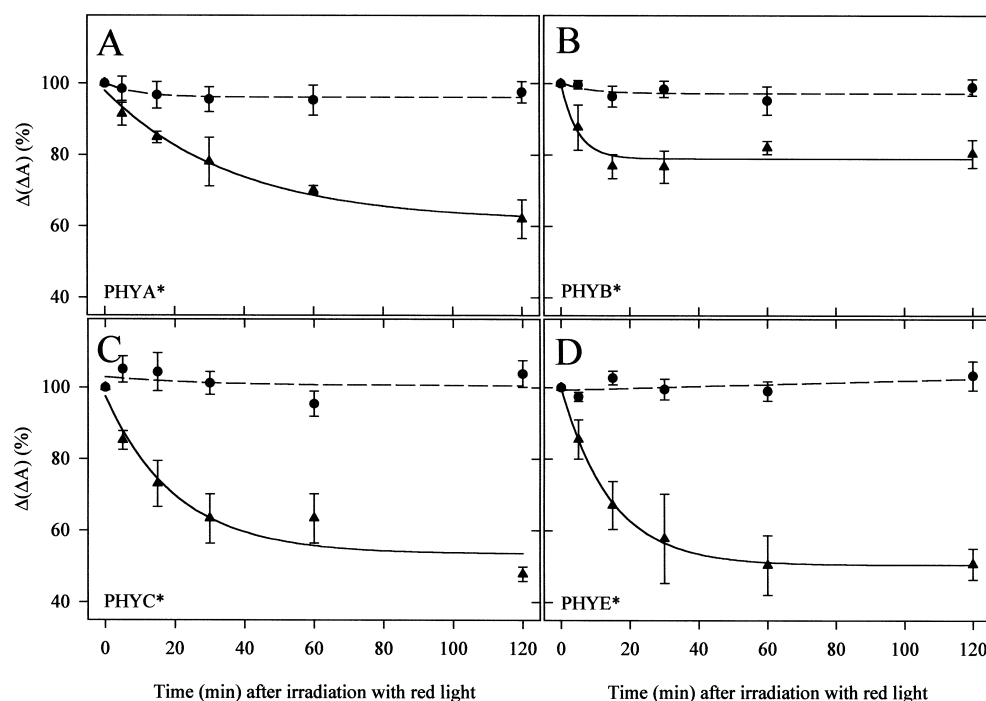 A
B
100
80
60
40
Δ(ΔA) (%)
PHYA*
PHYB*
C
D
100
80
60
40
Δ(ΔA) (%)
PHYC*
PHYE*
0 20 40 60 80 100 120
0 20 40 60 80 100 120
Time (min) after irradiation with red light
Time (min) after irradiation with red light